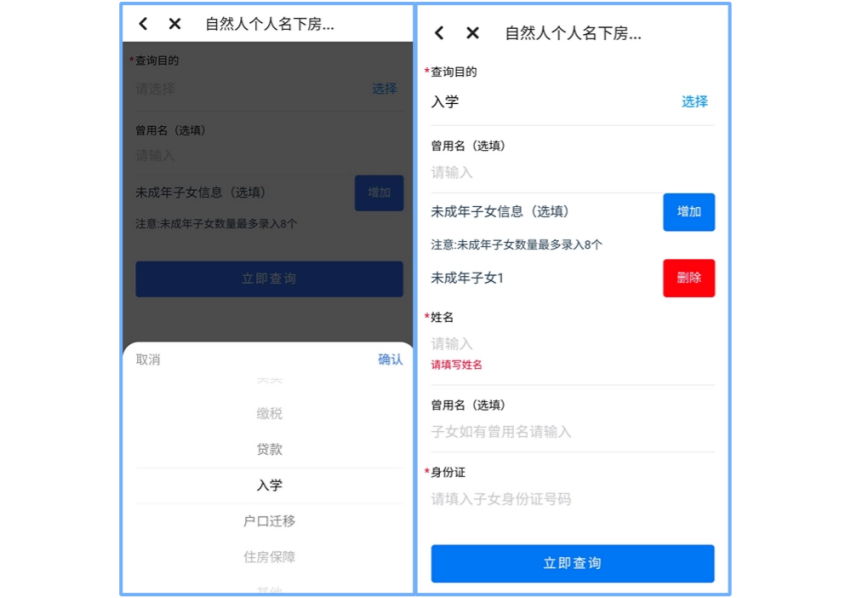 自然人个人名下房...
*查询目的
请选择
选择
曾用名（选填）
请输入
未成年子女信息（选填）
增加
注意:未成年子女数量最多录入8个
立即查询
取消
确认
买卖
缴税
贷款
入学
户口迁移
住房保障
其他
自然人个人名下房...
*查询目的
入学
选择
曾用名（选填）
请输入
未成年子女信息（选填）
增加
注意:未成年子女数量最多录入8个
未成年子女1
删除
*姓名
请输入
请填写姓名
曾用名（选填）
子女如有曾用名请输入
*身份证
请填入子女身份证号码
立即查询